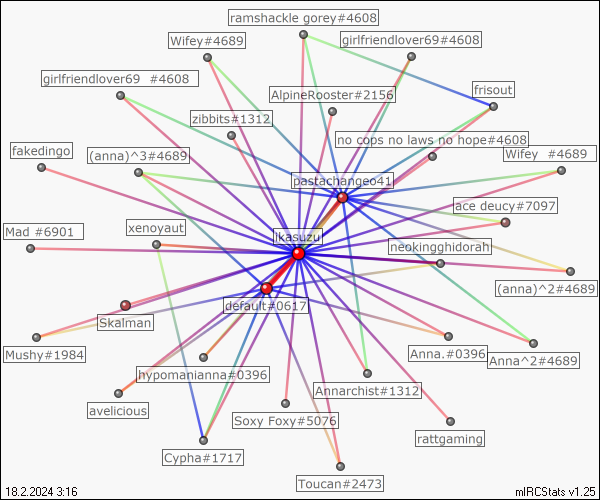 ramshackle gorey#4608
Wifey#4689
girlfriendlover69#4608
girlfriendlover69 #4608
AlpineRooster#2156
frisout
zibbits#1312
no cops no laws no hope#4608
fakedingo
(anna)^3#4689
Wifey #4689
pastachangeo41
ace deucy#7097
Mad #6901
xenoyaut
ikasuzu
neokingghidorah
(anna)^2#4689
default#0617
Skalman
Mushy#1984
Anna.#0396
Anna^2#4689
hypomanianna#0396
Annarchist#1312
avelicious
Soxy Foxy#5076
rattgaming
Cypha#1717
Toucan#2473
18.2.2024 3:16
mIRCStats v1.25